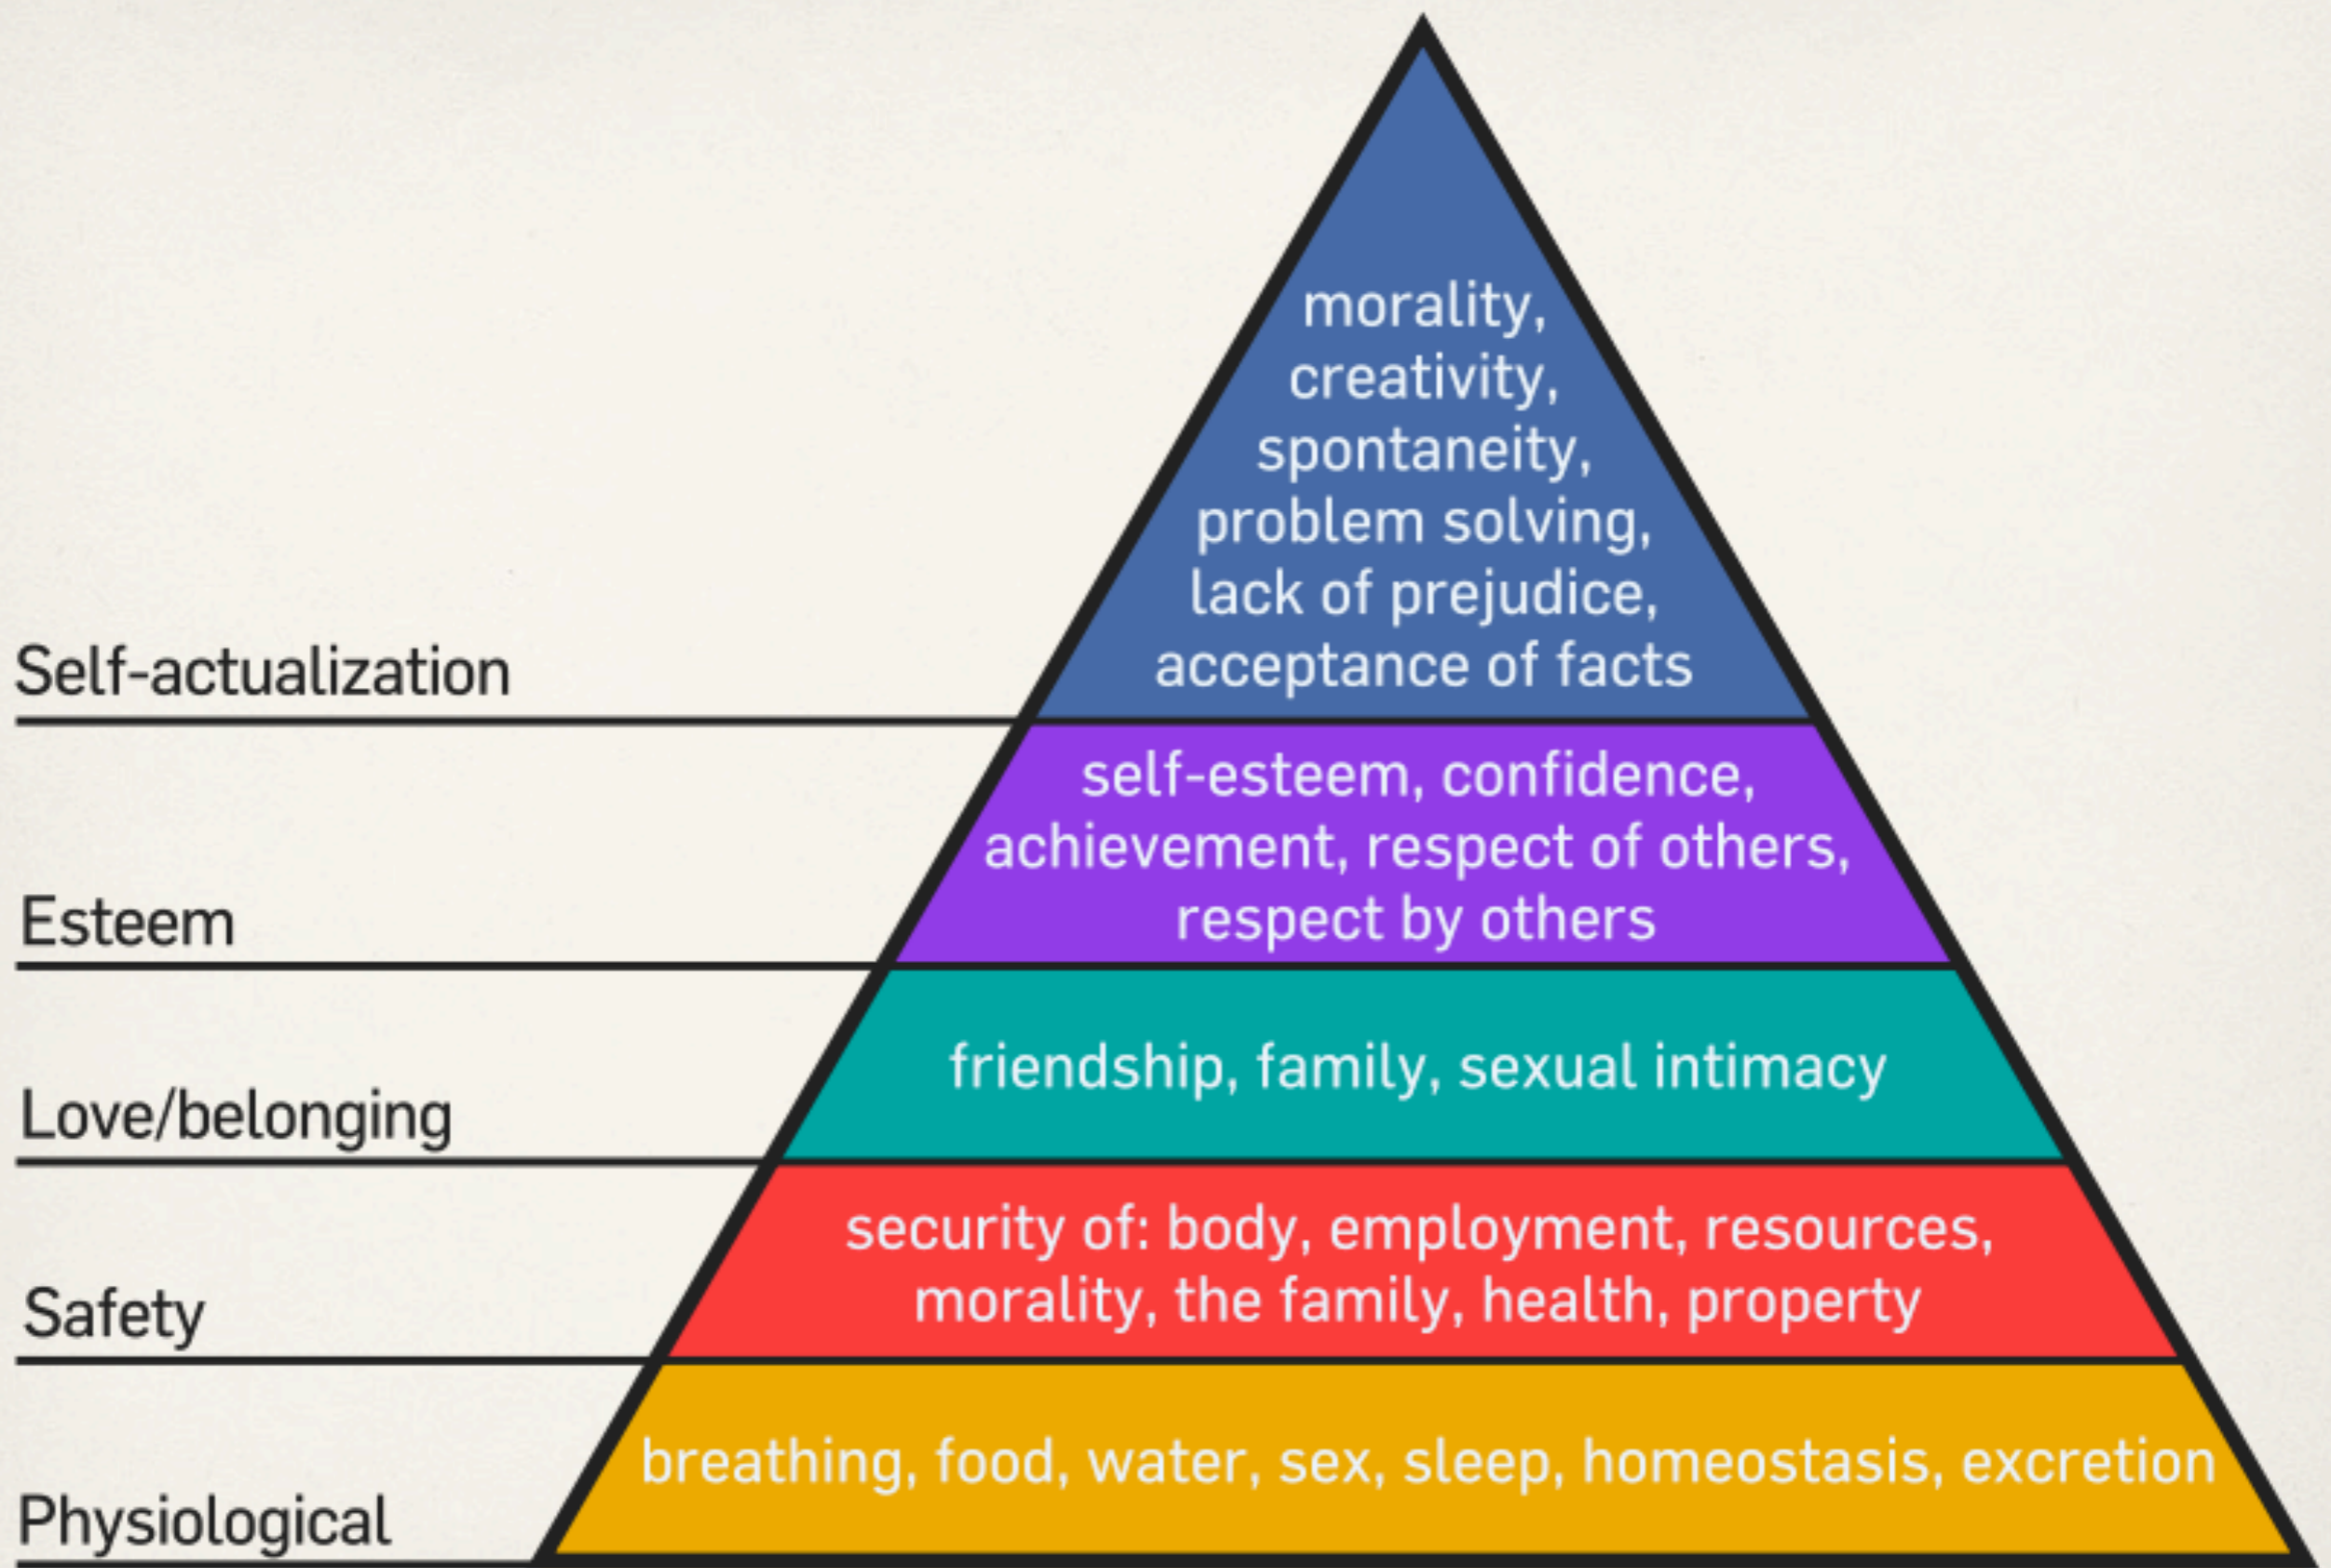 morality,
creativity,
spontaneity,
problem solving,
lack of prejudice,
acceptance of facts
Self-actualization
self-esteem, confidence,
achievement, respect of others,
respect by others
Esteem
friendship, family, sexual intimacy
Love/belonging
security of: body, employment, resources,
morality, the family, health, property
Safety
breathing, food, water, sex, sleep, homeostasis, excretion
Physiological